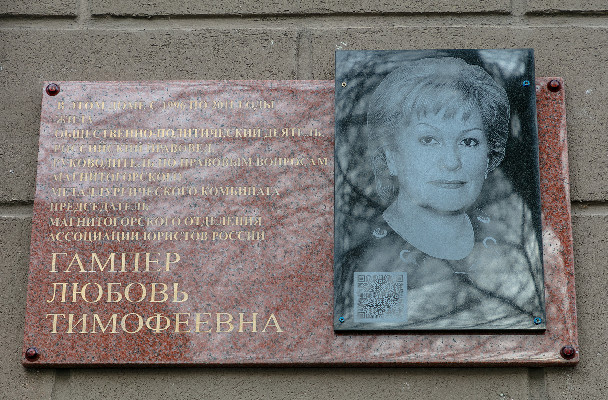 В ЭТОМ ДОМЕ С 1996 ПО 2011 ГОДЫ
ЖИЛА
ОБЩЕСТВЕННО-ПОЛИТИЧЕСКИЙ ДЕЯТЕЛЬ,
РОССИЙСКИЙ ПРАВОВЕД,
РУКОВОДИТЕЛЬ ПО ПРАВОВЫМ ВОПРОСАМ
МАГНИТОГОРСКОГО
МЕТАЛЛУРГИЧЕСКОГО КОМБИНАТА
ПРЕДСЕДАТЕЛЬ
МАГНИТОГОРСКОГО ОТДЕЛЕНИЯ
АССОЦИАЦИИ ЮРИСТОВ РОССИИ
ГАМПЕР
ЛЮБОВЬ
ТИМОФЕЕВНА